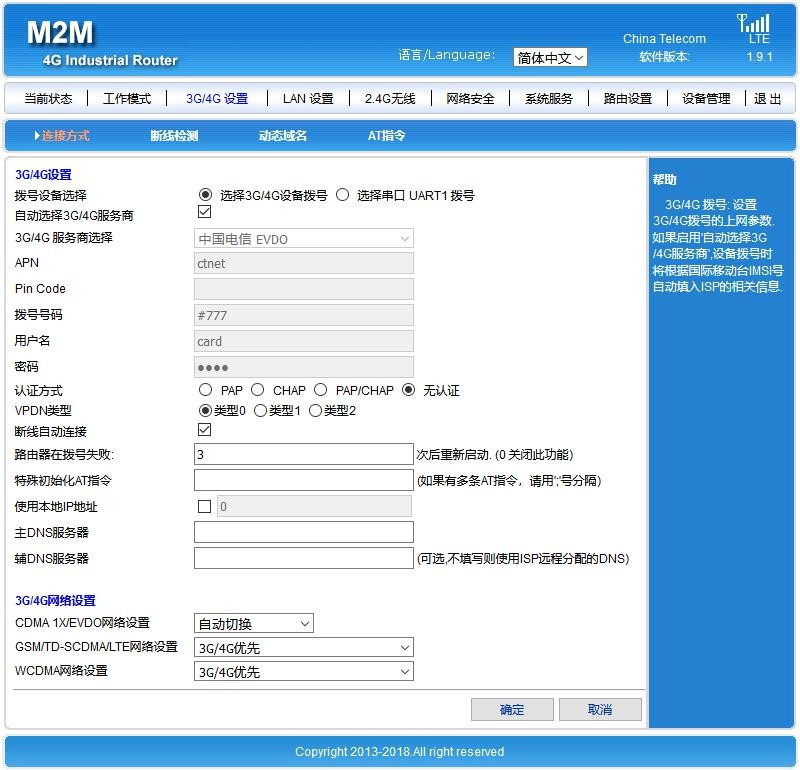 M2M
4G Industrial Router
语言/Language: 简体中文
China Telecom
LTE
软件版本: 1.9.1
当前状态 工作模式 3G/4G 设置 LAN 设置 2.4G无线 网络安全 系统服务 路由设置 设备管理 退 出
连接方式 断线检测 动态域名 AT指令
3G/4G设置
拨号设备选择 选择3G/4G设备拨号 选择串口 UART1 拨号
自动选择3G/4G服务商
3G/4G 服务商选择 中国电信 EVDO
APN ctnet
Pin Code
拨号号码 #777
用户名 card
密码 ●●●●
认证方式 PAP CHAP PAP/CHAP 无认证
VPDN类型 类型0 类型1 类型2
断线自动连接
路由器在拨号失败: 3 次后重新启动. (0 关闭此功能)
特殊初始化AT指令 (如果有多条AT指令，请用';'号分隔)
使用本地IP地址 0
主DNS服务器
辅DNS服务器 (可选,不填写则使用ISP远程分配的DNS)
3G/4G网络设置
CDMA 1X/EVDO网络设置 自动切换
GSM/TD-SCDMA/LTE网络设置 3G/4G优先
WCDMA网络设置 3G/4G优先
确定 取消
帮助
3G/4G 拨号: 设置
3G/4G拨号的上网参数.
如果启用'自动选择3G
/4G服务商',设备拨号时
将根据国际移动台IMSI号
自动填入ISP的相关信息.
Copyright 2013-2018.All right reserved